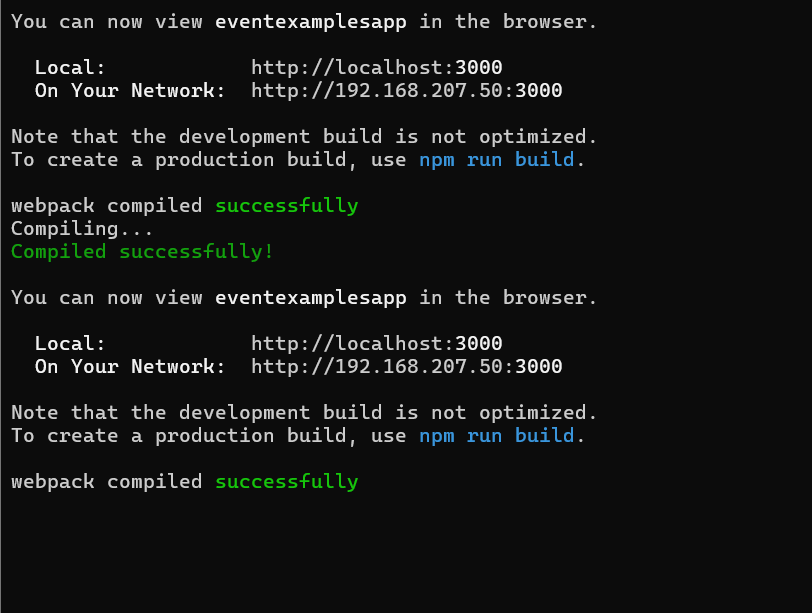 You can now view eventexamplesapp in the browser.
Local: http://localhost:3000
On Your Network: http://192.168.207.50:3000
Note that the development build is not optimized.
To create a production build, use npm run build.
webpack compiled successfully
Compiling...
Compiled successfully!
You can now view eventexamplesapp in the browser.
Local: http://localhost:3000
On Your Network: http://192.168.207.50:3000
Note that the development build is not optimized.
To create a production build, use npm run build.
webpack compiled successfully